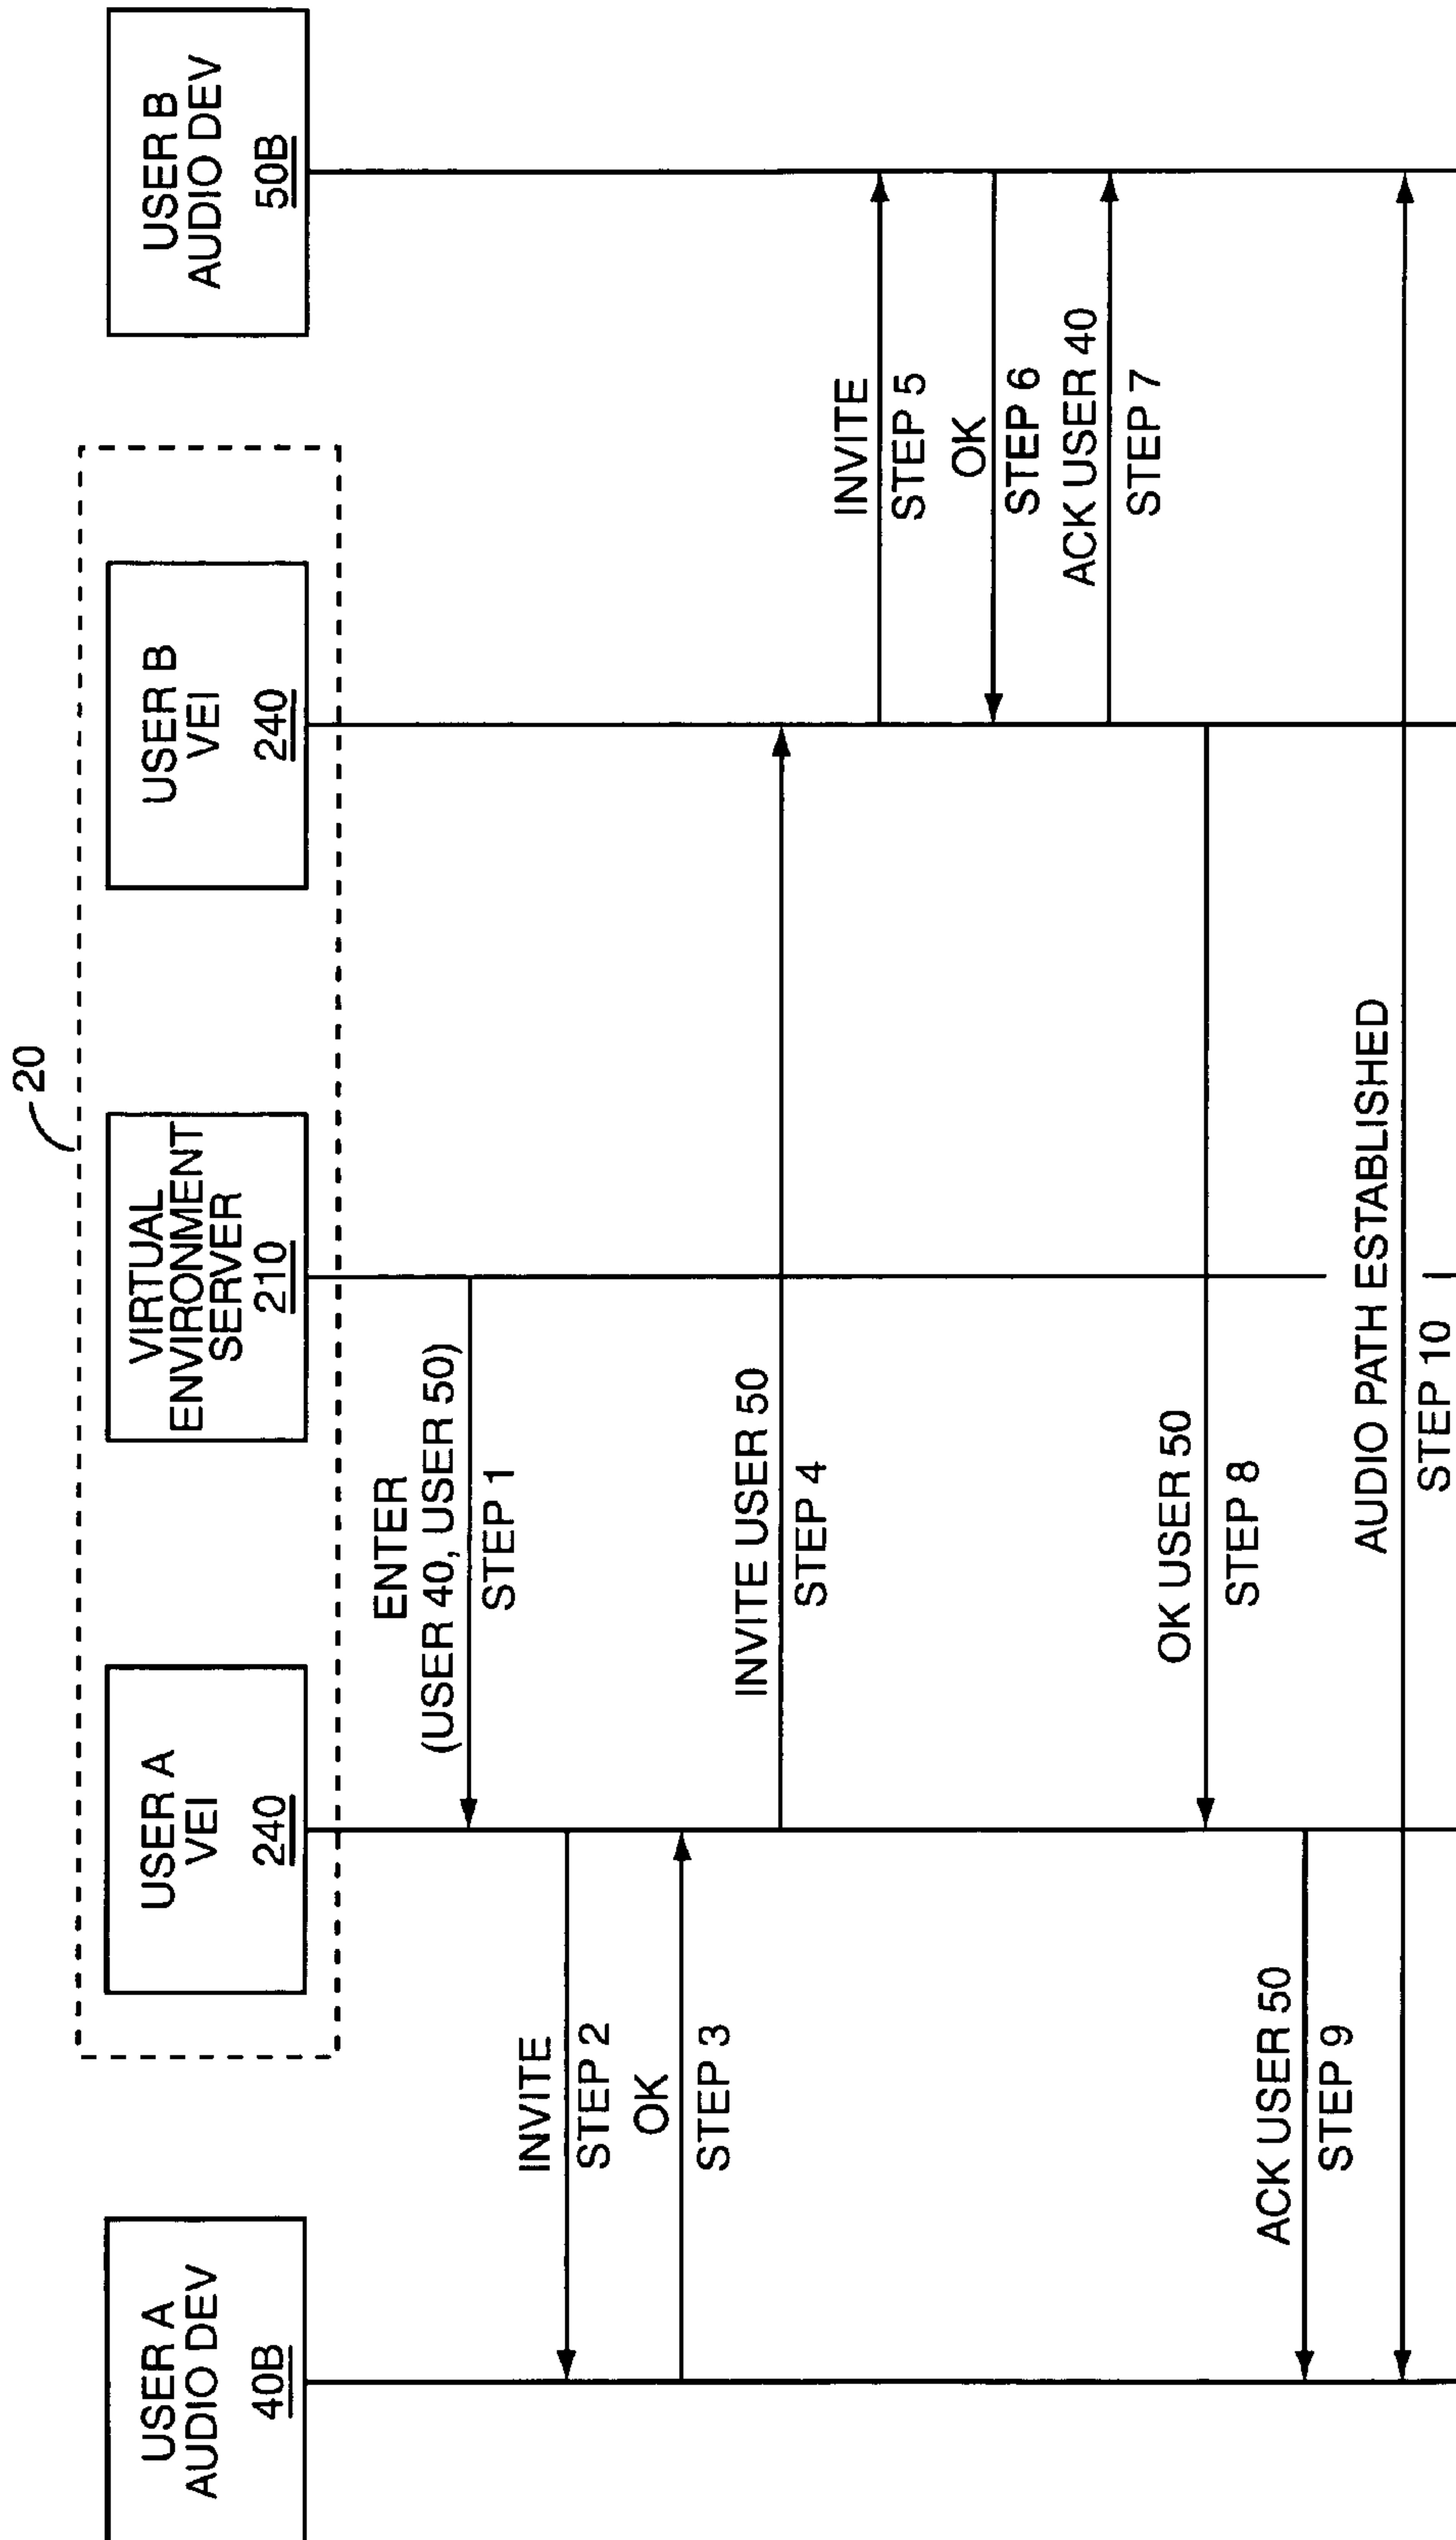 20
USER A
AUDIO DEV
40B
USER A
VEI
240
VIRTUAL
ENVIRONMENT
SERVER
210
USER B
VEI
240
USER B
AUDIO DEV
50B
ENTER
(USER 40, USER 50)
STEP 1
INVITE
STEP 2
OK
STEP 3
INVITE USER 50
STEP 4
INVITE
STEP 5
OK
STEP 6
ACK USER 40
STEP 7
OK USER 50
STEP 8
ACK USER 50
STEP 9
AUDIO PATH ESTABLISHED
STEP 10